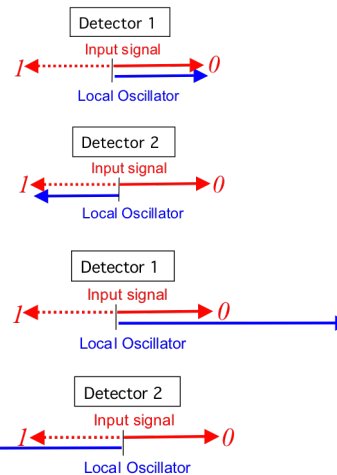 Detector 1
Input signal
1 0
Local Oscillator
Detector 2
Input signal
1 0
Local Oscillator
Detector 1
Input signal
1 0
Local Oscillator
Detector 2
Input signal
1 0
Local Oscillator